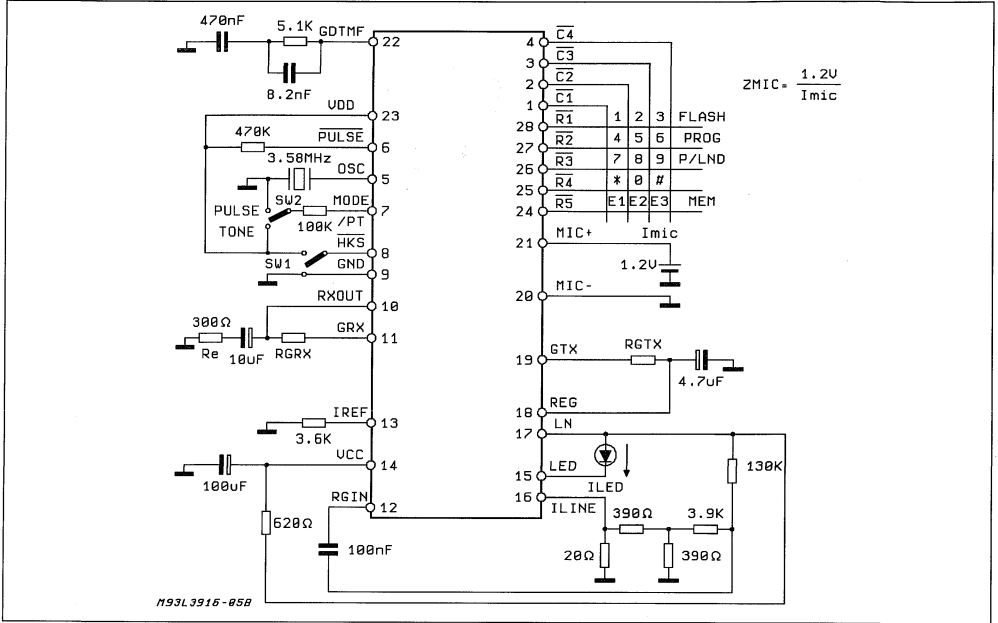 470nF
5.1K
GDTMF
22
8.2nF
VDD
23
470K
PULSE
6
3.58MHz
OSC
5
SW2
MODE
PULSE
7
TONE
100K
/PT
HKS
8
SW1
GND
9
RXOUT
10
300Ω
GRX
11
Re
10uF
RGRX
IREF
13
3.6K
VCC
14
100uF
RGIN
12
620Ω
100nF
M93L3916-05B
4 C4
3 C3
2 C2
1 C1
28 R1
1 2 3 FLASH
27 R2
4 5 6 PROG
26 R3
7 8 9 P/LND
25 R4
* 0 #
24 R5
E1 E2 E3 MEM
ZMIC= 1.2V
Imic
21 MIC+
Imic
1.2V
20 MIC-
19 GTX
RGTX
4.7uF
18 REG
17 LN
15 LED
ILED
130K
16 ILINE
390Ω
3.9K
20Ω
390Ω